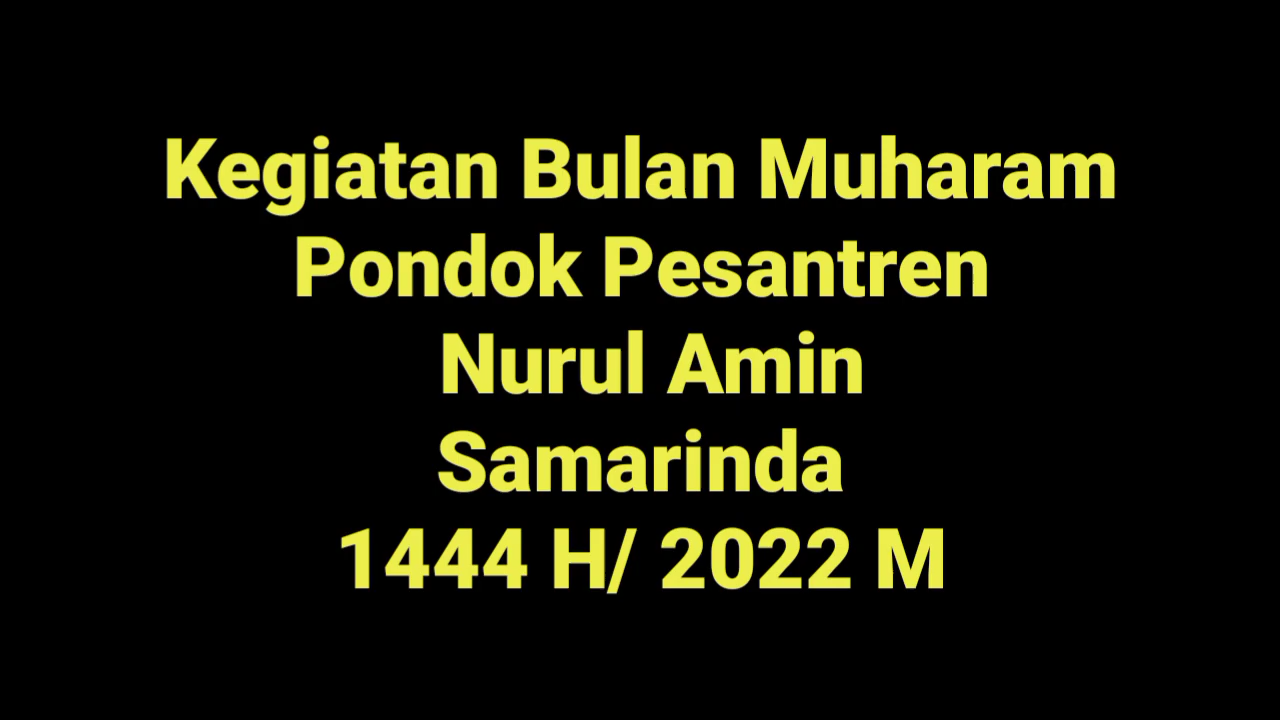 Kegiatan Bulan Muharam
Pondok Pesantren
Nurul Amin
Samarinda
1444 H/ 2022 M